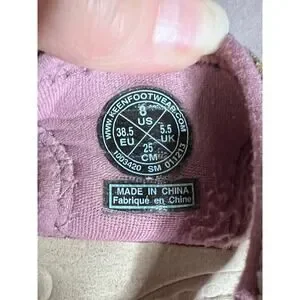 WWW.KEENFOOTWEAR.COM
8
US
38.5
EU
5.5
UK
25
CM
1003420 SM 011213
MADE IN CHINA
Fabriqué en Chine